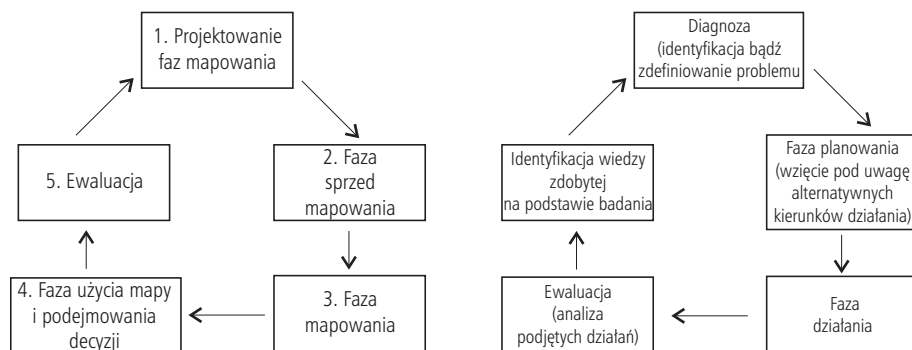 1. Projektowanie
faz mapowania
2. Faza
sprzed
mapowania
3. Faza
mapowania
4. Faza użycia mapy
i podejmowania
decyzji
5. Ewaluacja
Diagnoza
(identyfikacja bądź
zdefiniowanie problemu
Faza planowania
(wzięcie pod uwagę
alternatywnych
kierunków działania)
Faza
działania
Ewaluacja
(analiza
podjętych działań)
Identyfikacja wiedzy
zdobytej
na podstawie badania